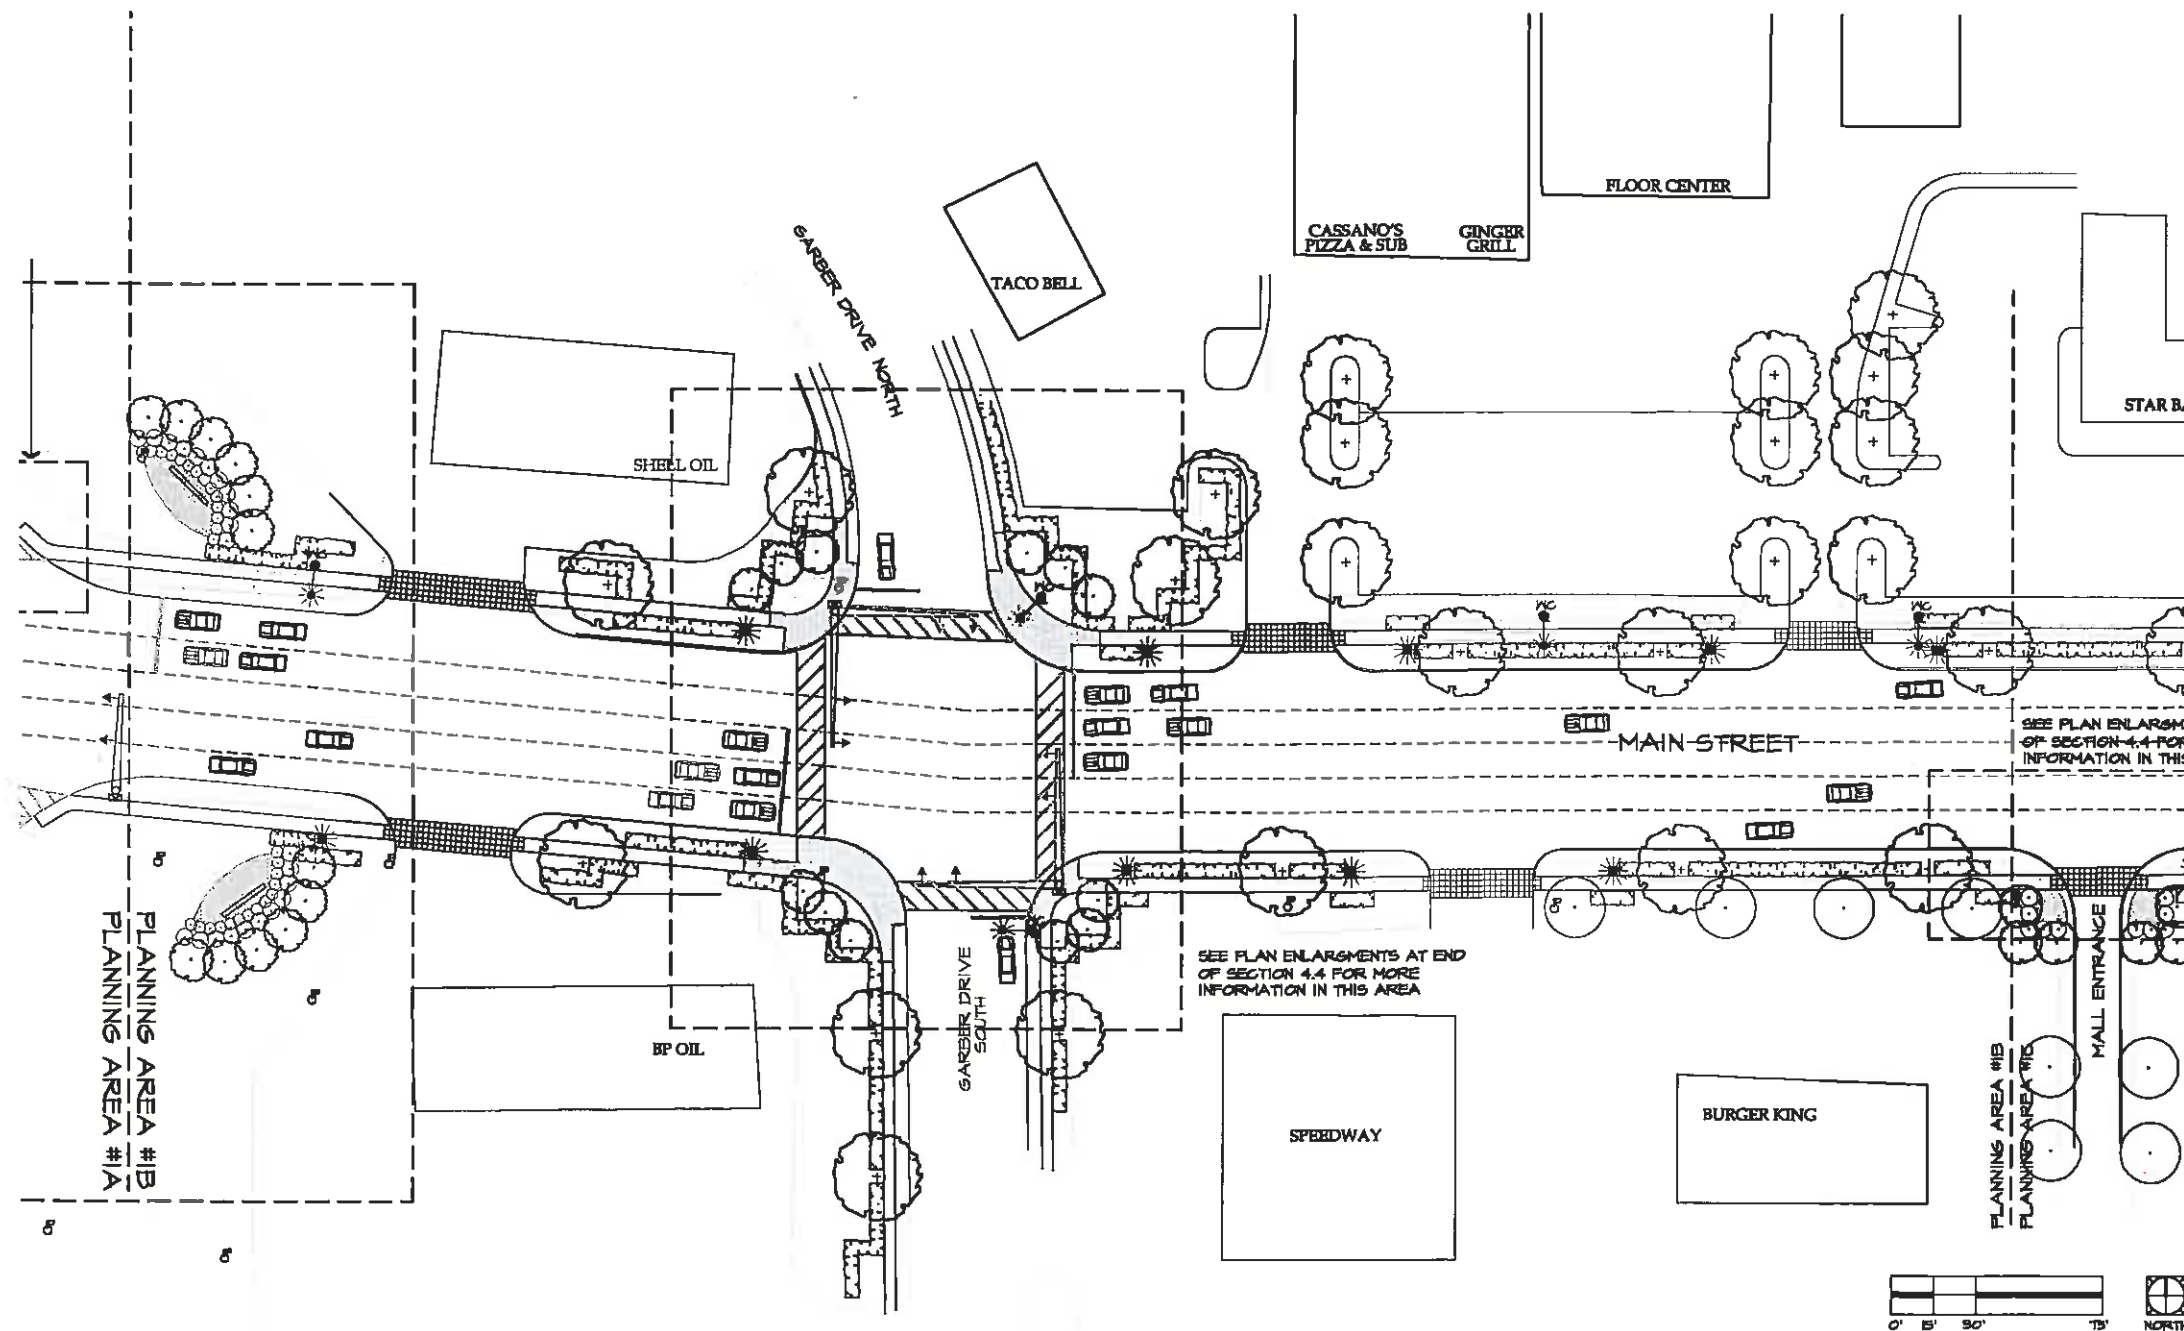 FLOOR CENTER
CASSANO'S
PIZZA & SUB
GINGER
GRILL
GARBER DRIVE NORTH
TACO BELL
STAR BA
SHELL OIL
MAIN STREET
SEE PLAN ENLARGM
OF SECTION 4.4 FOR
INFORMATION IN THIS
PLANNING AREA #1B
PLANNING AREA #1A
SEE PLAN ENLARGMENTS AT END
OF SECTION 4.4 FOR MORE
INFORMATION IN THIS AREA
GARBER DRIVE
SOUTH
MALL ENTRANCE
BP OIL
SPEEDWAY
BURGER KING
PLANNING AREA #1B
PLANNING AREA #1C
0' 15' 30' 75'
NORTH